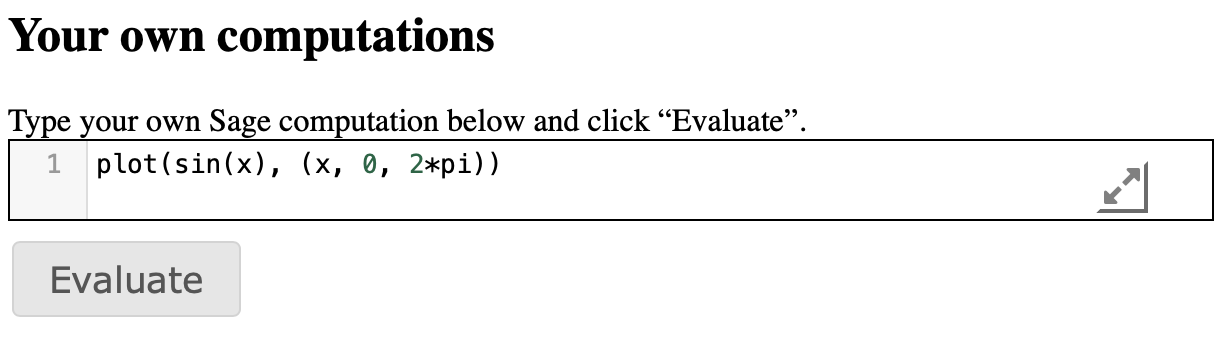 Your own computations
Type your own Sage computation below and click “Evaluate”.
1 plot(sin(x), (x, 0, 2*pi))
Evaluate